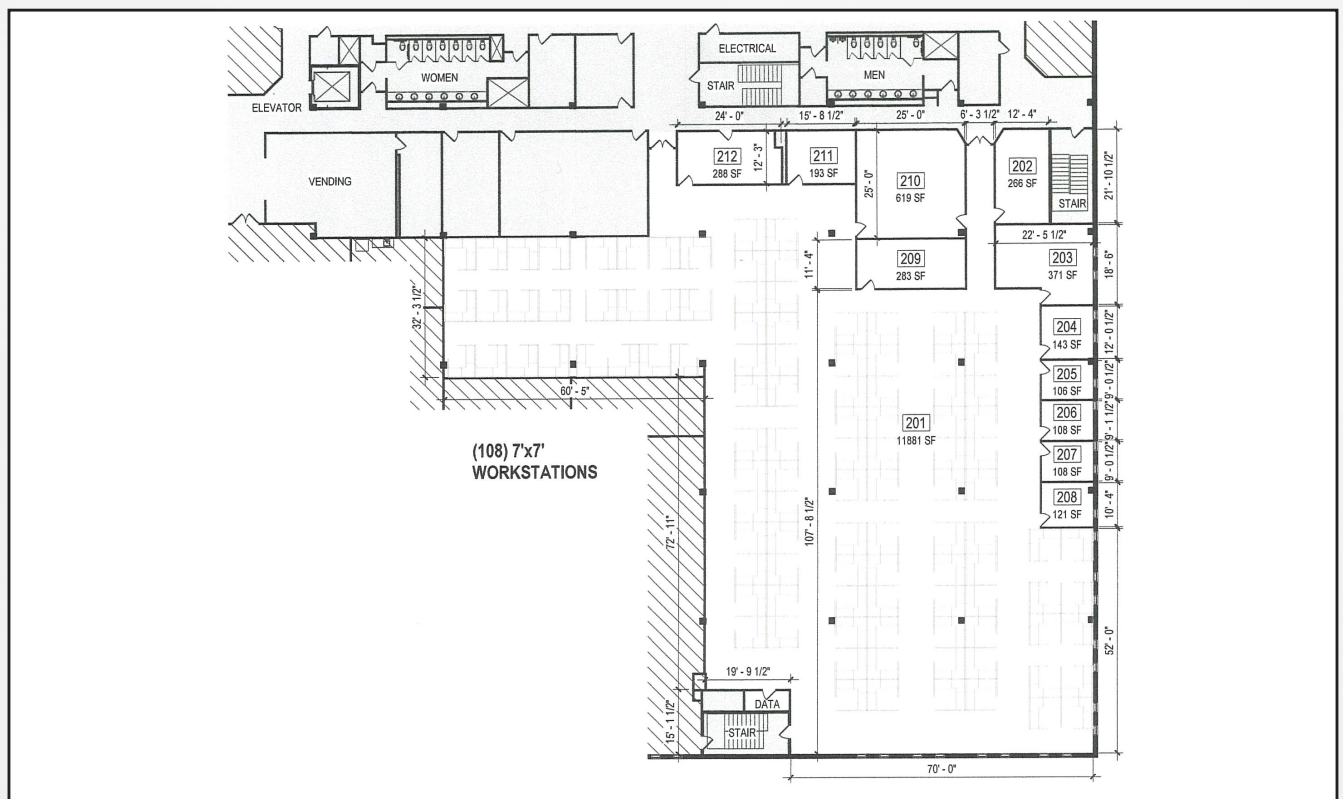 ELECTRICAL
WOMEN
MEN
STAIR
ELEVATOR
24' - 0"
15' - 8 1/2"
25' - 0"
6' - 3 1/2"
12' - 4"
212
288 SF
12' - 3"
211
193 SF
210
619 SF
25' - 0"
202
266 SF
STAIR
21' - 10 1/2"
VENDING
22' - 5 1/2"
209
283 SF
11' - 4"
203
371 SF
18' - 6"
32' - 3 1/2"
204
143 SF
12' - 0 1/2"
205
106 SF
9' - 0 1/2"
60' - 5"
206
108 SF
9' - 1 1/2"
201
11881 SF
(108) 7'x7'
WORKSTATIONS
207
108 SF
9' - 0 1/2"
208
121 SF
10' - 4"
72' - 11"
107' - 8 1/2"
52' - 0"
19' - 9 1/2"
DATA
STAIR
15' - 1 1/2"
70' - 0"